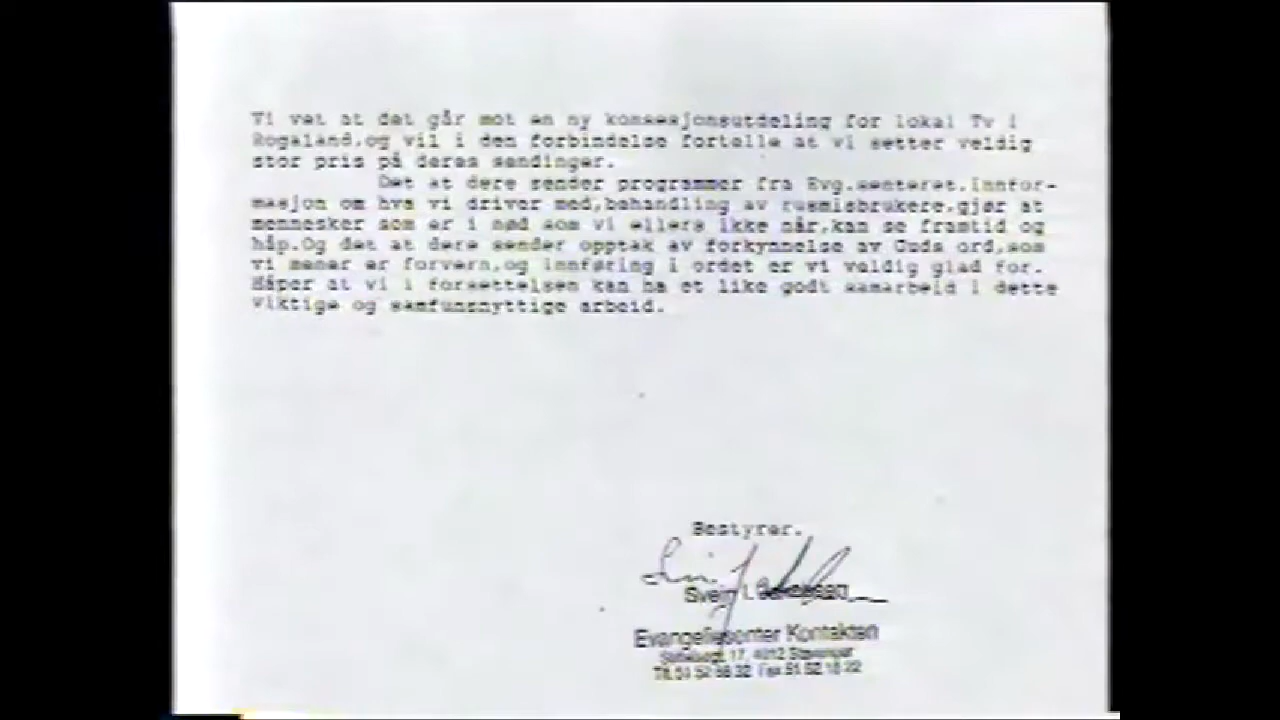 Vi vet at det går mot en ny konsesjonsutdeling for lokal Tv i
Rogaland,og vil i den forbindelse fortelle at vi setter veldig
stor pris på deres sendinger.
Det at dere sender programmer fra Evg.senteret,innfor-
masjon om hva vi driver med,behandling av rusmisbrukere,gjør at
mennesker som er i nød som vi ellers ikke når,kan se framtid og
håp.Og det at dere sender opptak av forkynnelse av Guds ord,som
vi mener er forvern,og innføring i ordet er vi veldig glad for.
Håper at vi i forsettelsen kan ha et like godt samarbeid i dette
viktige og samfunsnyttige arbeid.
Bestyrer.
Svein
Evangeliesenter Kontakten
17, 4012 Stavanger